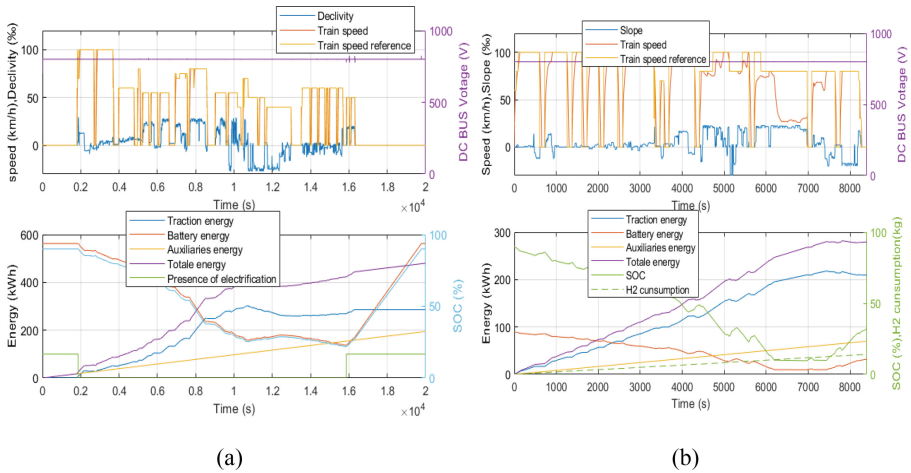 Declivity
Train speed
Train speed reference
speed (km/h),Declivity (‰)
100
50
0
1000
500
0
DC BUS Votage (V)
0 0.2 0.4 0.6 0.8 1.0 1.2 1.4 1.6 1.8 20
Time (s)
× 10⁴
Traction energy
Battery energy
Auxiliaries energy
Totale energy
Presence of electrification
Energy (kWh)
600
400
200
0
100
50
0
SOC (%)
0 0.2 0.4 0.6 0.8 1.0 1.2 1.4 1.6 1.8 20
Time (s)
× 10⁴
(a)
Slope
Train speed
Train speed reference
Speed (km/h),Slope (‰)
100
50
0
1000
500
0
DC BUS Votage (V)
0 1000 2000 3000 4000 5000 6000 7000 8000
Time (s)
Traction energy
Battery energy
Auxiliaries energy
Totale energy
SOC
H2 cunsumption
Energy (kWh)
300
200
100
0
100
50
0
SOC (%),H2 cunsumption(kg)
0 1000 2000 3000 4000 5000 6000 7000 8000
Time (s)
(b)